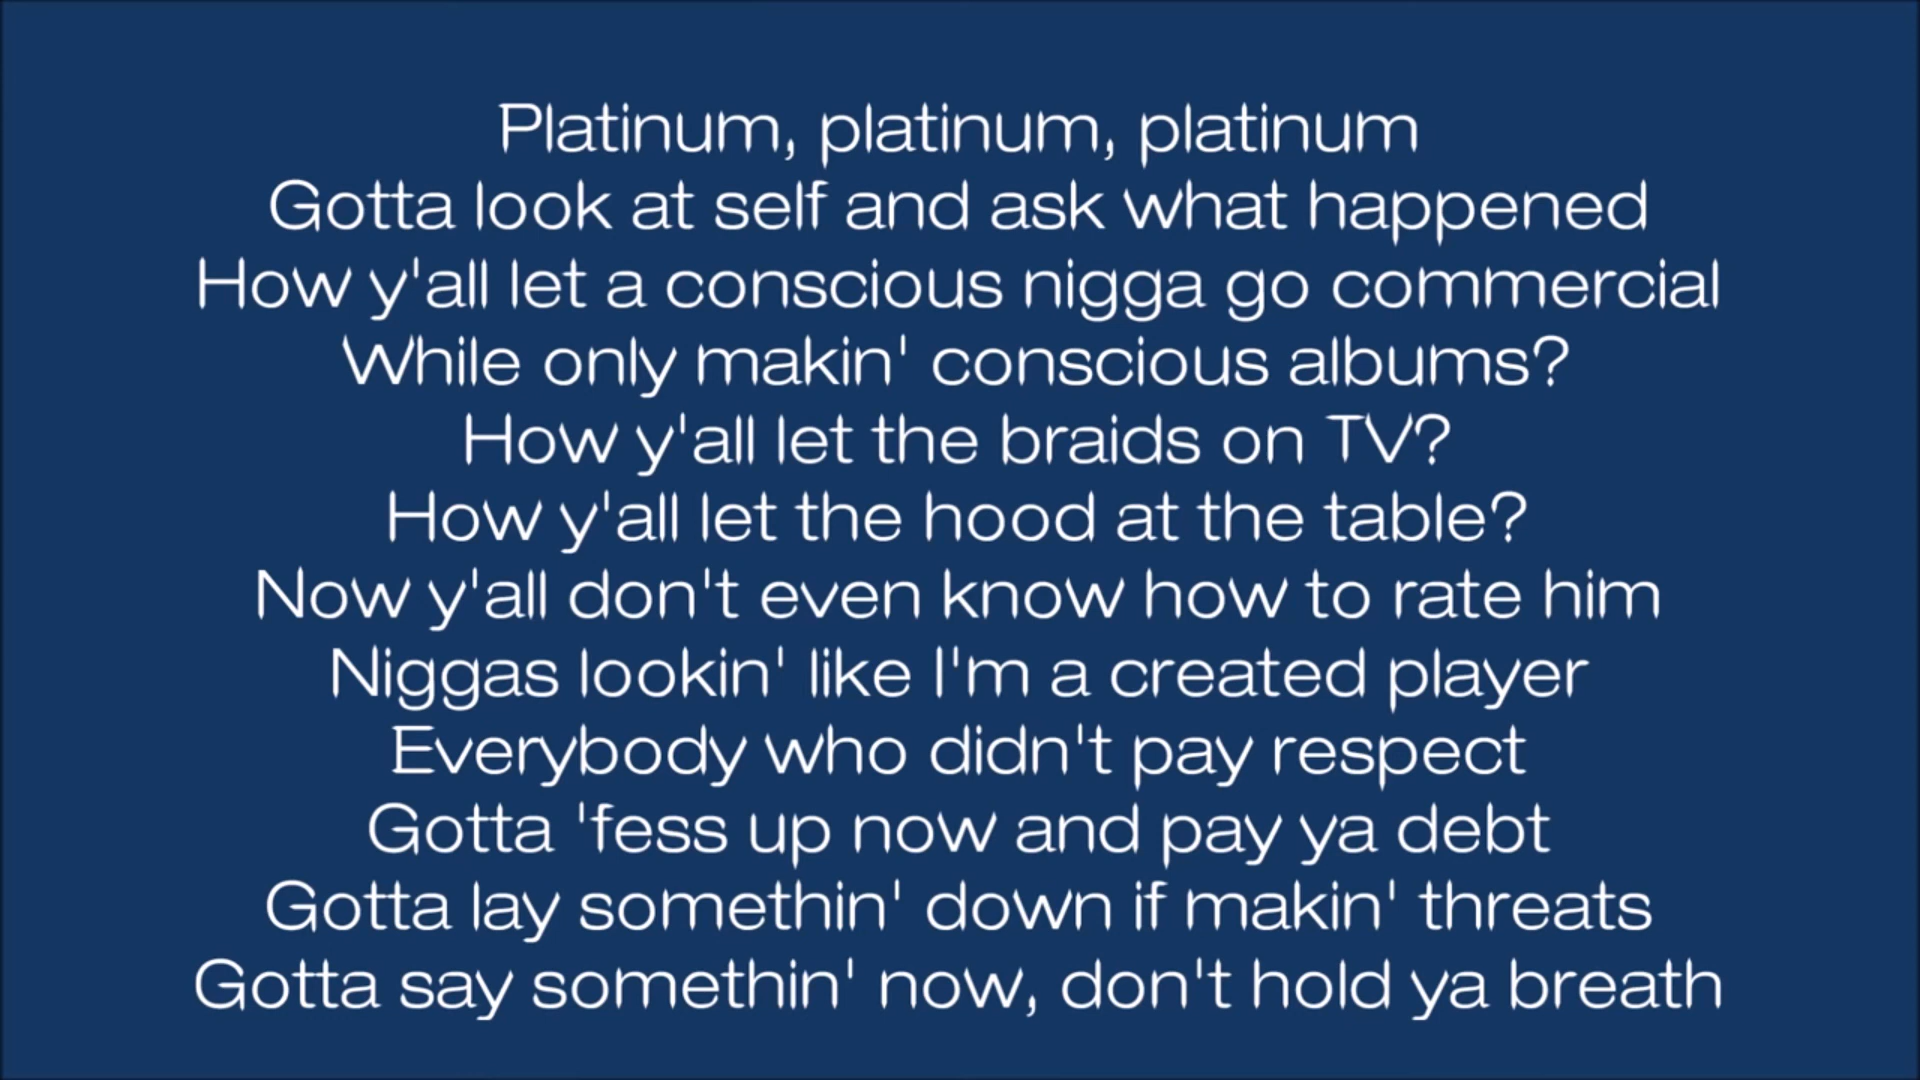 Platinum, platinum, platinum
Gotta look at self and ask what happened
How y'all let a conscious nigga go commercial
While only makin' conscious albums?
How y'all let the braids on TV?
How y'all let the hood at the table?
Now y'all don't even know how to rate him
Niggas lookin' like I'm a created player
Everybody who didn't pay respect
Gotta 'fess up now and pay ya debt
Gotta lay somethin' down if makin' threats
Gotta say somethin' now, don't hold ya breath